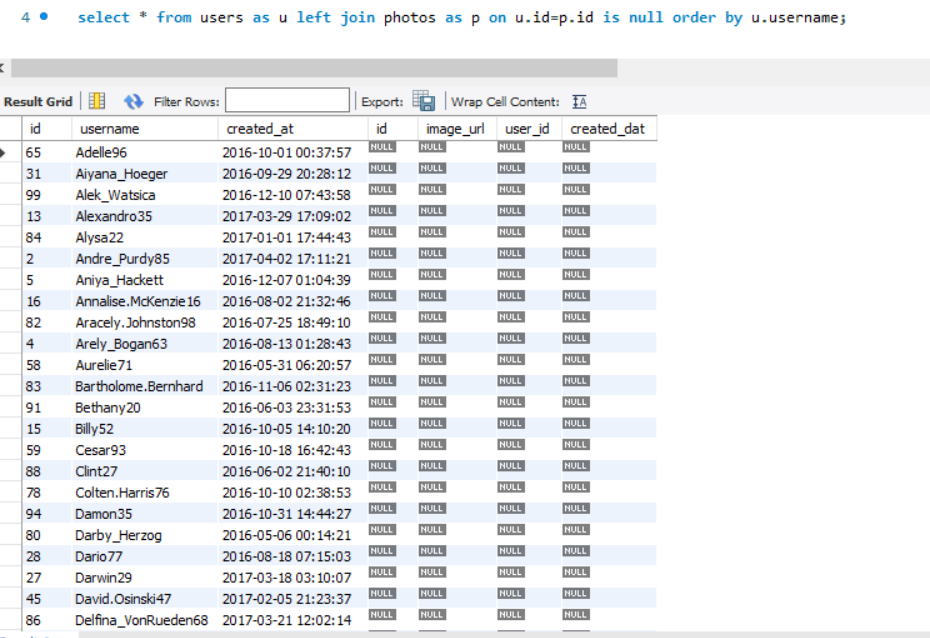 4 select * from users as u left join photos as p on u.id=p.id is null order by u.username;
Result Grid Filter Rows: Export: Wrap Cell Content: IA
id username created_at id image_url user_id created_dat
65 Adelle96 2016-10-01 00:37:57 NULL NULL NULL NULL
31 Aiyana_Hoeger 2016-09-29 20:28:12 NULL NULL NULL NULL
99 Alek_Watsica 2016-12-10 07:43:58 NULL NULL NULL NULL
13 Alexandro35 2017-03-29 17:09:02 NULL NULL NULL NULL
84 Alysa22 2017-01-01 17:44:43 NULL NULL NULL NULL
2 Andre_Purdy85 2017-04-02 17:11:21 NULL NULL NULL NULL
5 Aniya_Hackett 2016-12-07 01:04:39 NULL NULL NULL NULL
16 Annalise.McKenzie16 2016-08-02 21:32:46 NULL NULL NULL NULL
82 Aracely.Johnston98 2016-07-25 18:49:10 NULL NULL NULL NULL
4 Arely_Bogan63 2016-08-13 01:28:43 NULL NULL NULL NULL
58 Aurelie71 2016-05-31 06:20:57 NULL NULL NULL NULL
83 Bartholome.Bernhard 2016-11-06 02:31:23 NULL NULL NULL NULL
91 Bethany20 2016-06-03 23:31:53 NULL NULL NULL NULL
15 Billy52 2016-10-05 14:10:20 NULL NULL NULL NULL
59 Cesar93 2016-10-18 16:42:43 NULL NULL NULL NULL
88 Clint27 2016-06-02 21:40:10 NULL NULL NULL NULL
78 Colten.Harris76 2016-10-10 02:38:53 NULL NULL NULL NULL
94 Damon35 2016-10-31 14:44:27 NULL NULL NULL NULL
80 Darby_Herzog 2016-05-06 00:14:21 NULL NULL NULL NULL
28 Dario77 2016-08-18 07:15:03 NULL NULL NULL NULL
27 Darwin29 2017-03-18 03:10:07 NULL NULL NULL NULL
45 David.Osinski47 2017-02-05 21:23:37 NULL NULL NULL NULL
86 Delfina_VonRueden68 2017-03-21 12:02:14 NULL NULL NULL NULL